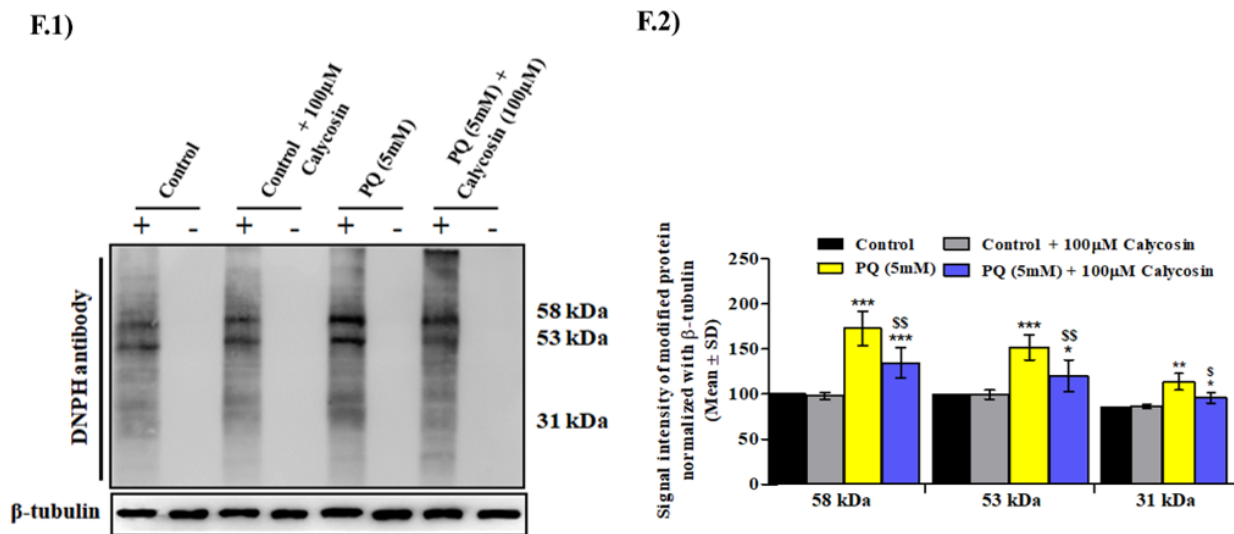 F.1)
Control
Control + 100µM
Calycosin
PQ (5mM)
PQ (5mM) +
Calycosin (100µM)
+ - + - + - + -
DNPH antibody
58 kDa
53 kDa
31 kDa
β-tubulin
F.2)
Control
Control + 100µM Calycosin
PQ (5mM)
PQ (5mM) + 100µM Calycosin
Signal intensity of modified protein
normalized with β-tubulin
(Mean ± SD)
250
200
150
100
50
0
***
$$
***
***
$$
*
**
$
*
58 kDa
53 kDa
31 kDa